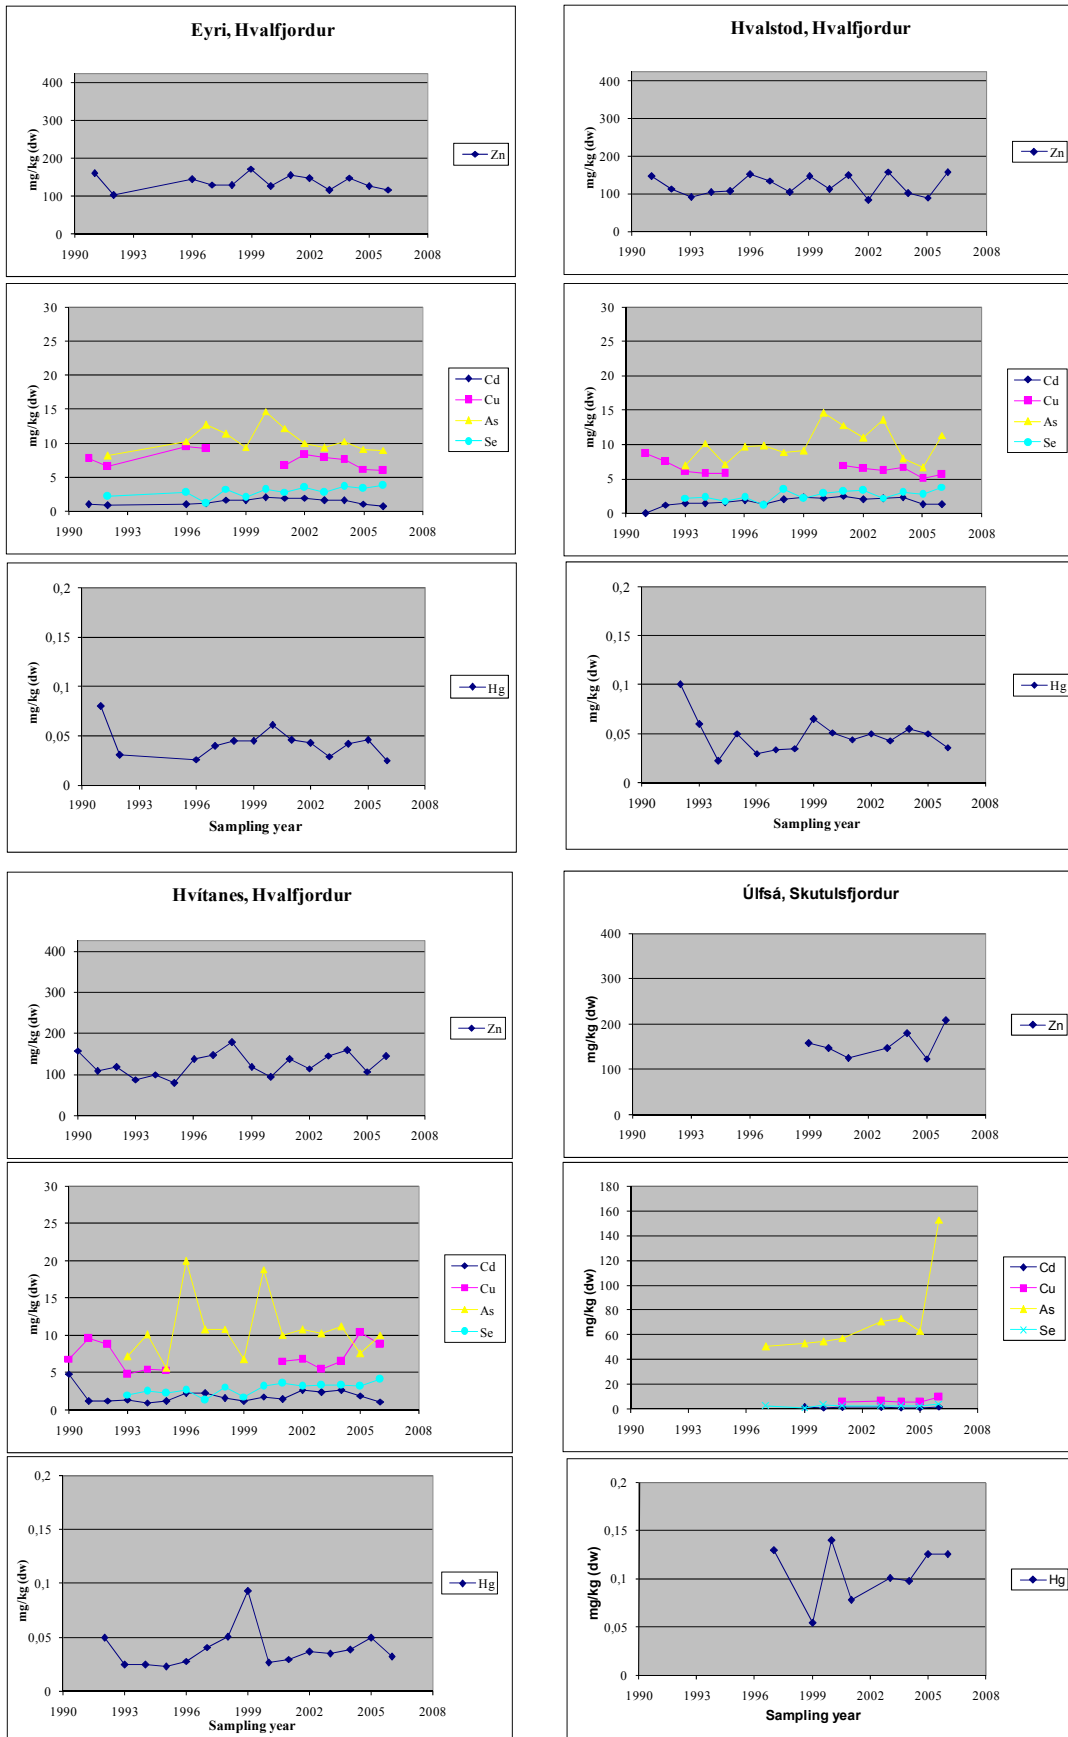 Eyri, Hvalfjordur
mg/kg (dw)
400
300
200
100
0
1990 1993 1996 1999 2002 2005 2008
Zn
mg/kg (dw)
30
25
20
15
10
5
0
1990 1993 1996 1999 2002 2005 2008
Cd
Cu
As
Se
mg/kg (dw)
0,2
0,15
0,1
0,05
0
1990 1993 1996 1999 2002 2005 2008
Sampling year
Hg
Hvalstod, Hvalfjordur
mg/kg (dw)
400
300
200
100
0
1990 1993 1996 1999 2002 2005 2008
Zn
mg/kg (dw)
30
25
20
15
10
5
0
1990 1993 1996 1999 2002 2005 2008
Cd
Cu
As
Se
mg/kg (dw)
0,2
0,15
0,1
0,05
0
1990 1993 1996 1999 2002 2005 2008
Sampling year
Hg
Hvítanes, Hvalfjordur
mg/kg (dw)
400
300
200
100
0
1990 1993 1996 1999 2002 2005 2008
Zn
mg/kg (dw)
30
25
20
15
10
5
0
1990 1993 1996 1999 2002 2005 2008
Cd
Cu
As
Se
mg/kg (dw)
0,2
0,15
0,1
0,05
0
1990 1993 1996 1999 2002 2005 2008
Sampling year
Hg
Úlfsá, Skutulsfjordur
mg/kg (dw)
400
300
200
100
0
1990 1993 1996 1999 2002 2005 2008
Zn
mg/kg (dw)
180
160
140
120
100
80
60
40
20
0
1990 1993 1996 1999 2002 2005 2008
Cd
Cu
As
Se
mg/kg (dw)
0,2
0,15
0,1
0,05
0
1990 1993 1996 1999 2002 2005 2008
Sampling year
Hg